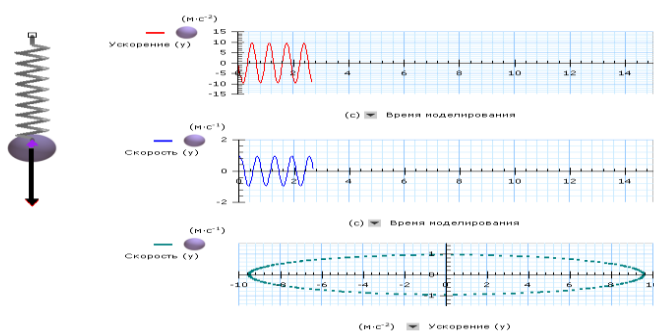 (м·с⁻²)
Ускорение (y)
15
10
5
0
-5
-10
-15
0 2 4 6 8 10 12 14
(c) Время моделирования
(м·с⁻¹)
Скорость (y)
2
0
-2
0 2 4 6 8 10 12 14
(c) Время моделирования
(м·с⁻¹)
Скорость (y)
1
-1
-10 -8 -6 -4 -2 0 2 4 6 8 10
(м·с⁻²) Ускорение (y)